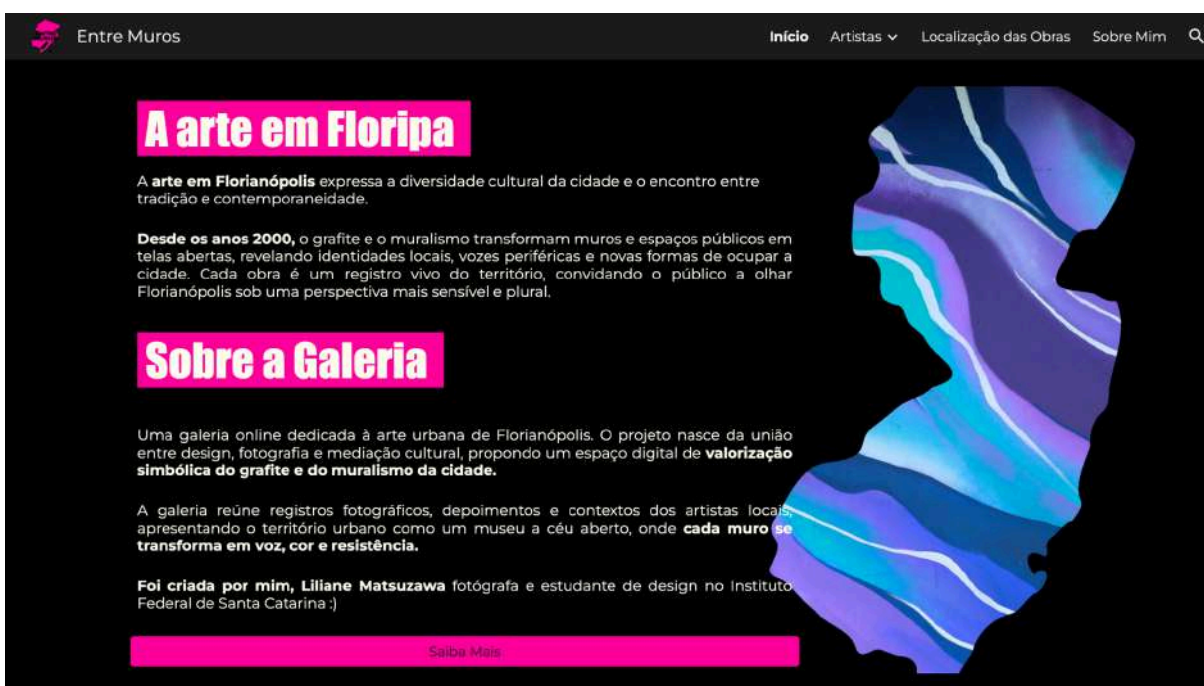 Entre Muros
Início Artistas Localização das Obras Sobre Mim
A arte em Floripa
A arte em Florianópolis expressa a diversidade cultural da cidade e o encontro entre
tradição e contemporaneidade.
Desde os anos 2000, o grafite e o muralismo transformam muros e espaços públicos em
telas abertas, revelando identidades locais, vozes periféricas e novas formas de ocupar a
cidade. Cada obra é um registro vivo do território, convidando o público a olhar
Florianópolis sob uma perspectiva mais sensível e plural.
Sobre a Galeria
Uma galeria online dedicada à arte urbana de Florianópolis. O projeto nasce da união
entre design, fotografia e mediação cultural, propondo um espaço digital de valorização
simbólica do grafite e do muralismo da cidade.
A galeria reúne registros fotográficos, depoimentos e contextos dos artistas locais,
apresentando o território urbano como um museu a céu aberto, onde cada muro se
transforma em voz, cor e resistência.
Foi criada por mim, Liliane Matsuzawa fotógrafa e estudante de design no Instituto
Federal de Santa Catarina :)
Saiba Mais